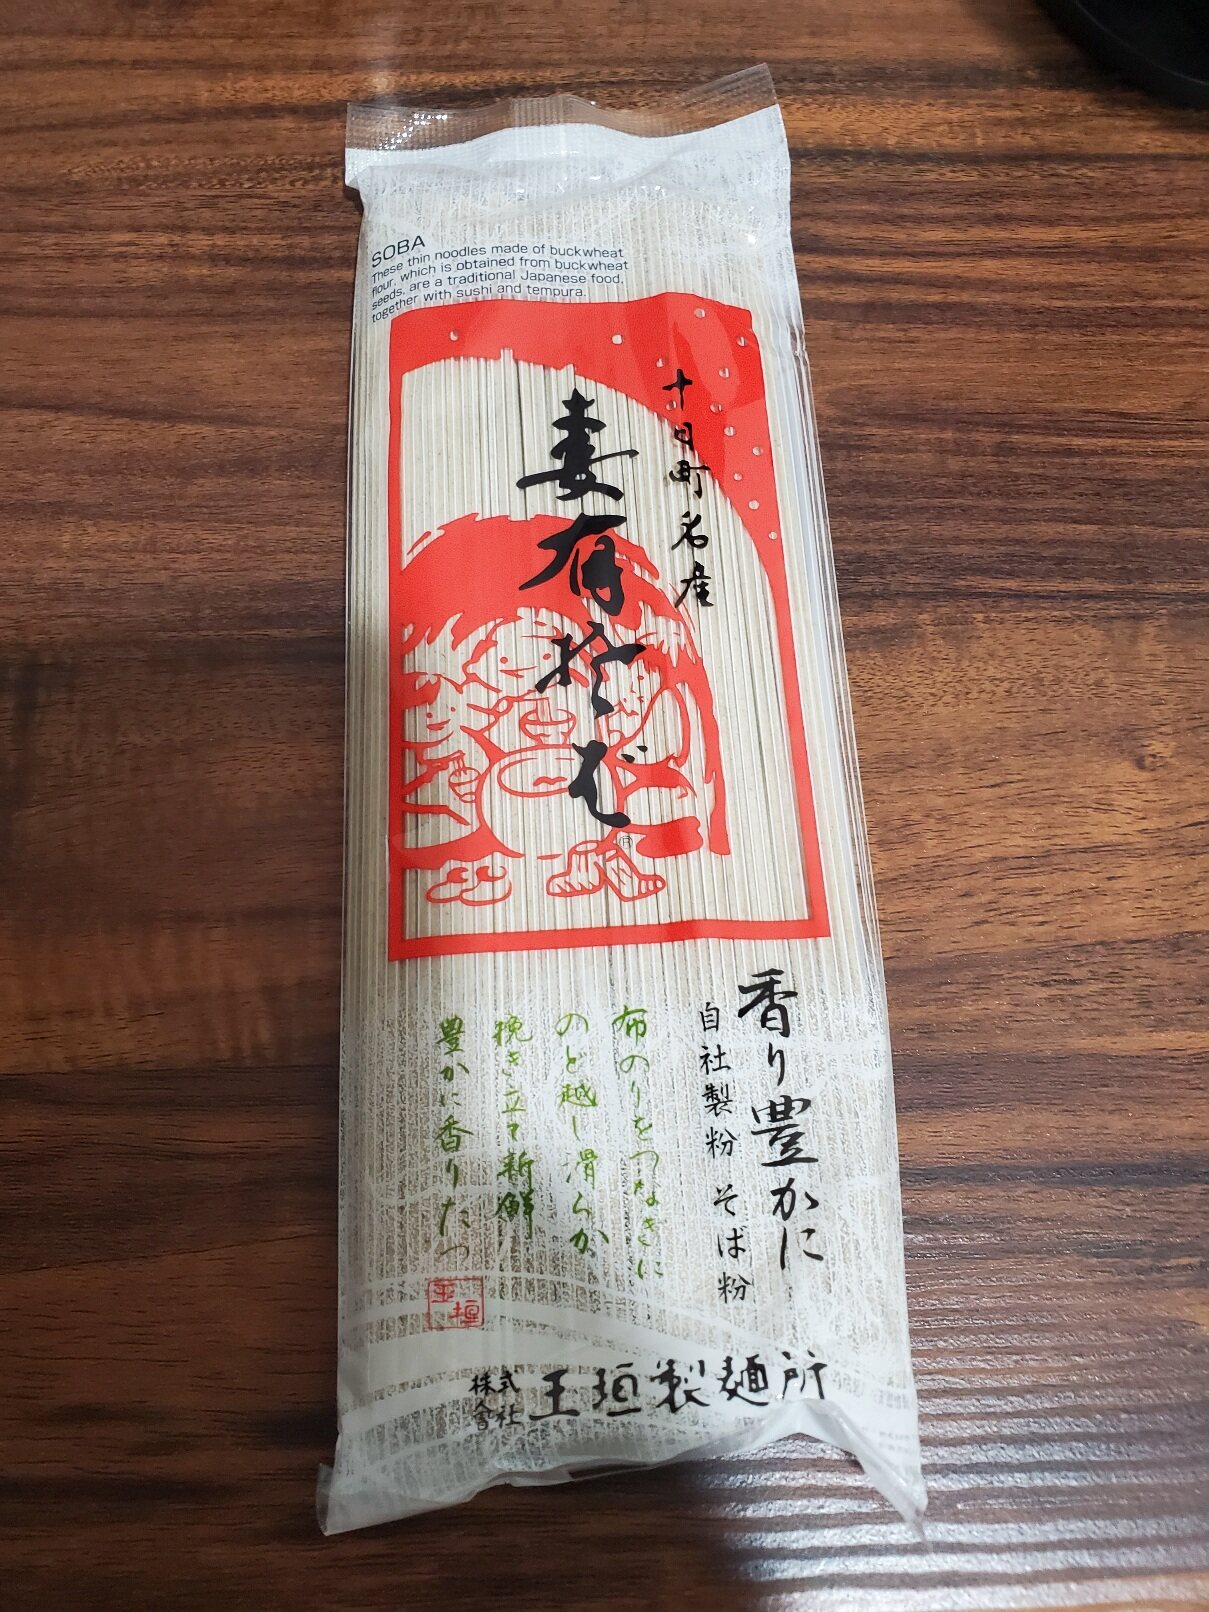 SOBA
These thin noodles made of buckwheat
flour, which is obtained from buckwheat
seeds, are a traditional Japanese food,
together with sushi and tempura.
十日町名産
妻有そば
香り豊かに
自社製粉 そば粉
布のりをつなぎに
のど越し滑らか
挽き立て新鮮
豊かに香りたつ
玉垣
株式會社 玉垣製麺所